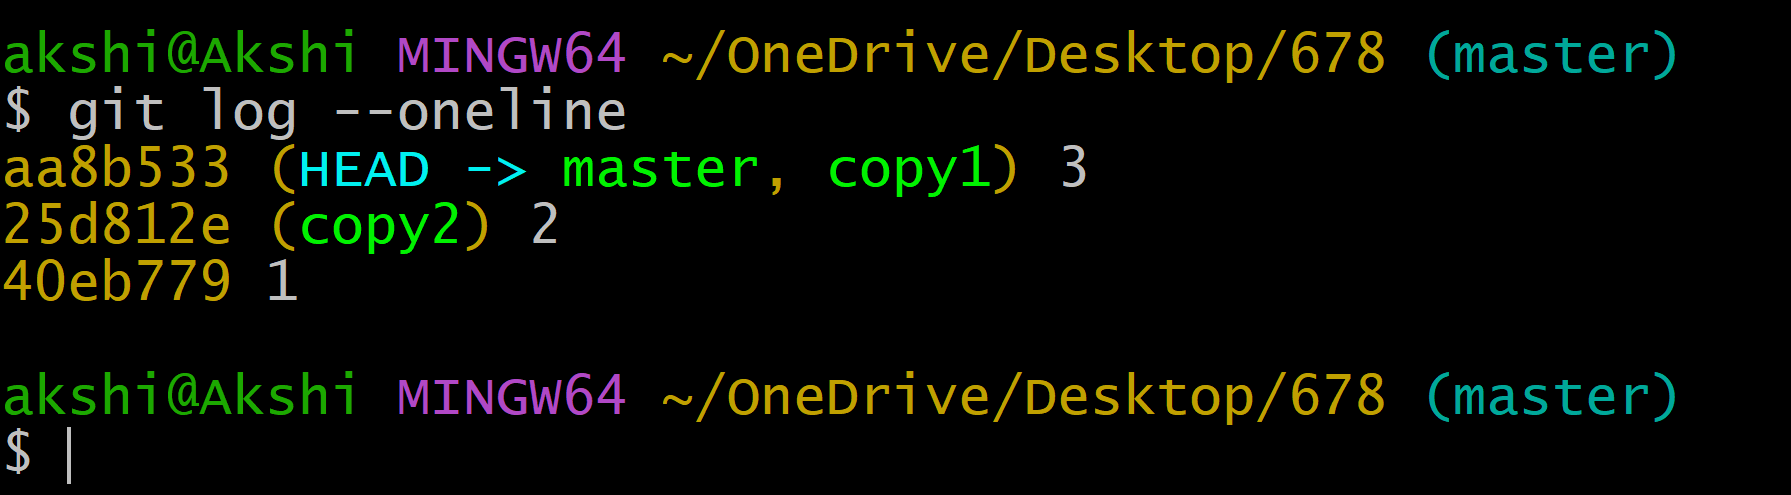 akshi@Akshi MINGW64 ~/OneDrive/Desktop/678 (master)
$ git log --oneline
aa8b533 (HEAD -> master, copy1) 3
25d812e (copy2) 2
40eb779 1
akshi@Akshi MINGW64 ~/OneDrive/Desktop/678 (master)
$